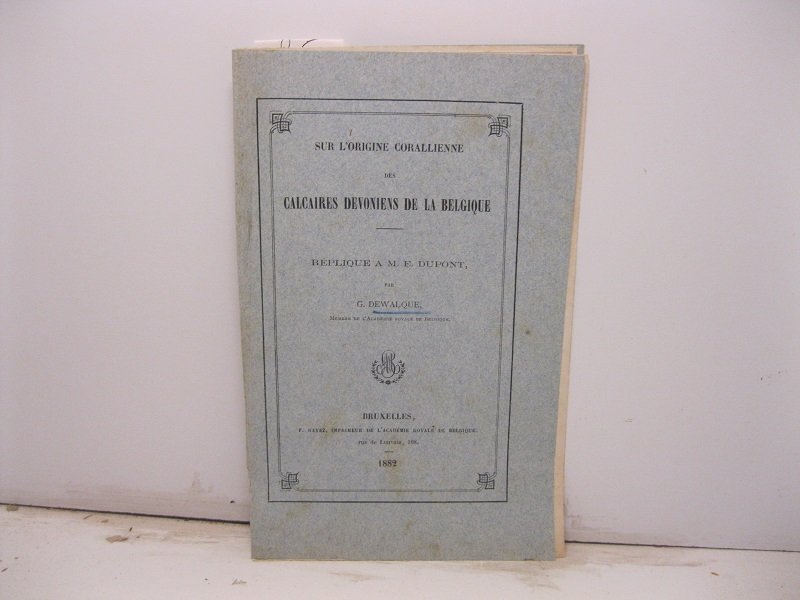 SUR L'ORIGINE CORALLIENNE
DES
CALCAIRES DEVONIENS DE LA BELGIQUE
RÉPLIQUE A M. E. DUPONT,
PAR
G. DEWALQUE,
MEMBRE DE L'ACADÉMIE ROYALE DE BELGIQUE.
BRUXELLES,
F. HAYEZ, IMPRIMEUR DE L'ACADÉMIE ROYALE DE BELGIQUE.
rue de Louvain, 108.
1882